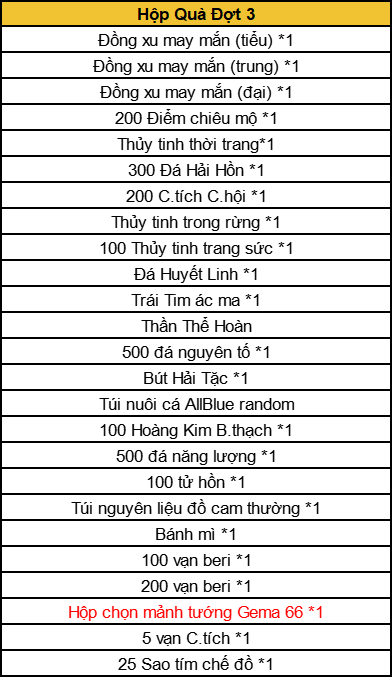 Hộp Quả Đợt 3
Đồng xu may mắn (tiểu) *1
Đồng xu may mắn (trung) *1
Đồng xu may mắn (đại) *1
200 Điểm chiêu mộ *1
Thủy tinh thời trang*1
300 Đá Hải Hồn *1
200 C.tích C.hội *1
Thủy tinh trong rừng *1
100 Thủy tinh trang sức *1
Đá Huyết Linh *1
Trái Tim ác ma *1
Thần Thể Hoàn
500 đá nguyên tố *1
Bút Hải Tặc *1
Túi nuôi cá AllBlue random
100 Hoàng Kim B.thạch *1
500 đá năng lượng *1
100 tử hồn *1
Túi nguyên liệu đồ cam thường *1
Bánh mì *1
100 vạn beri *1
200 vạn beri *1
Hộp chọn mảnh tướng Gema 66 *1
5 vạn C.tích *1
25 Sao tím chế đồ *1